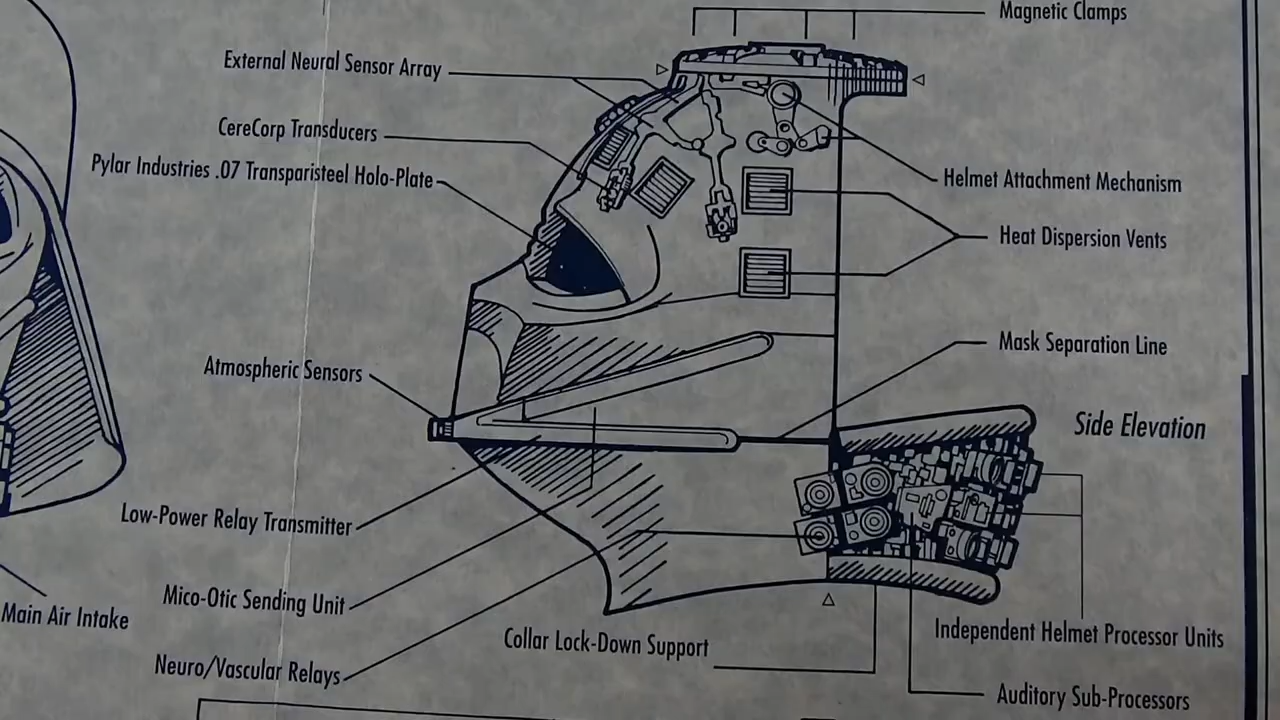 Magnetic Clamps
External Neural Sensor Array
CereCorp Transducers
Pylar Industries .07 Transparisteel Holo-Plate
Helmet Attachment Mechanism
Heat Dispersion Vents
Mask Separation Line
Atmospheric Sensors
Side Elevation
Low-Power Relay Transmitter
Mico-Otic Sending Unit
Main Air Intake
Collar Lock-Down Support
Independent Helmet Processor Units
Neuro/Vascular Relays
Auditory Sub-Processors